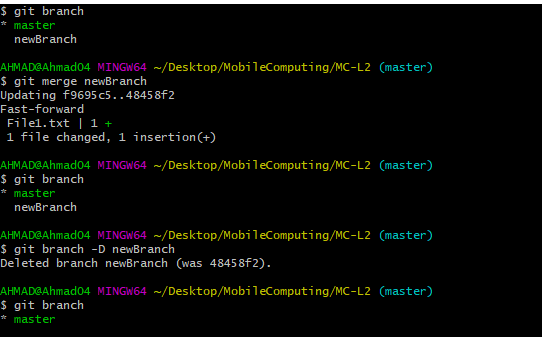 $ git branch
* master
  newBranch
AHMAD@Ahmad04 MINGW64 ~/Desktop/MobileComputing/MC-L2 (master)
$ git merge newBranch
Updating f9695c5..48458f2
Fast-forward
 File1.txt | 1 +
 1 file changed, 1 insertion(+)
AHMAD@Ahmad04 MINGW64 ~/Desktop/MobileComputing/MC-L2 (master)
$ git branch
* master
  newBranch
AHMAD@Ahmad04 MINGW64 ~/Desktop/MobileComputing/MC-L2 (master)
$ git branch -D newBranch
Deleted branch newBranch (was 48458f2).
AHMAD@Ahmad04 MINGW64 ~/Desktop/MobileComputing/MC-L2 (master)
$ git branch
* master